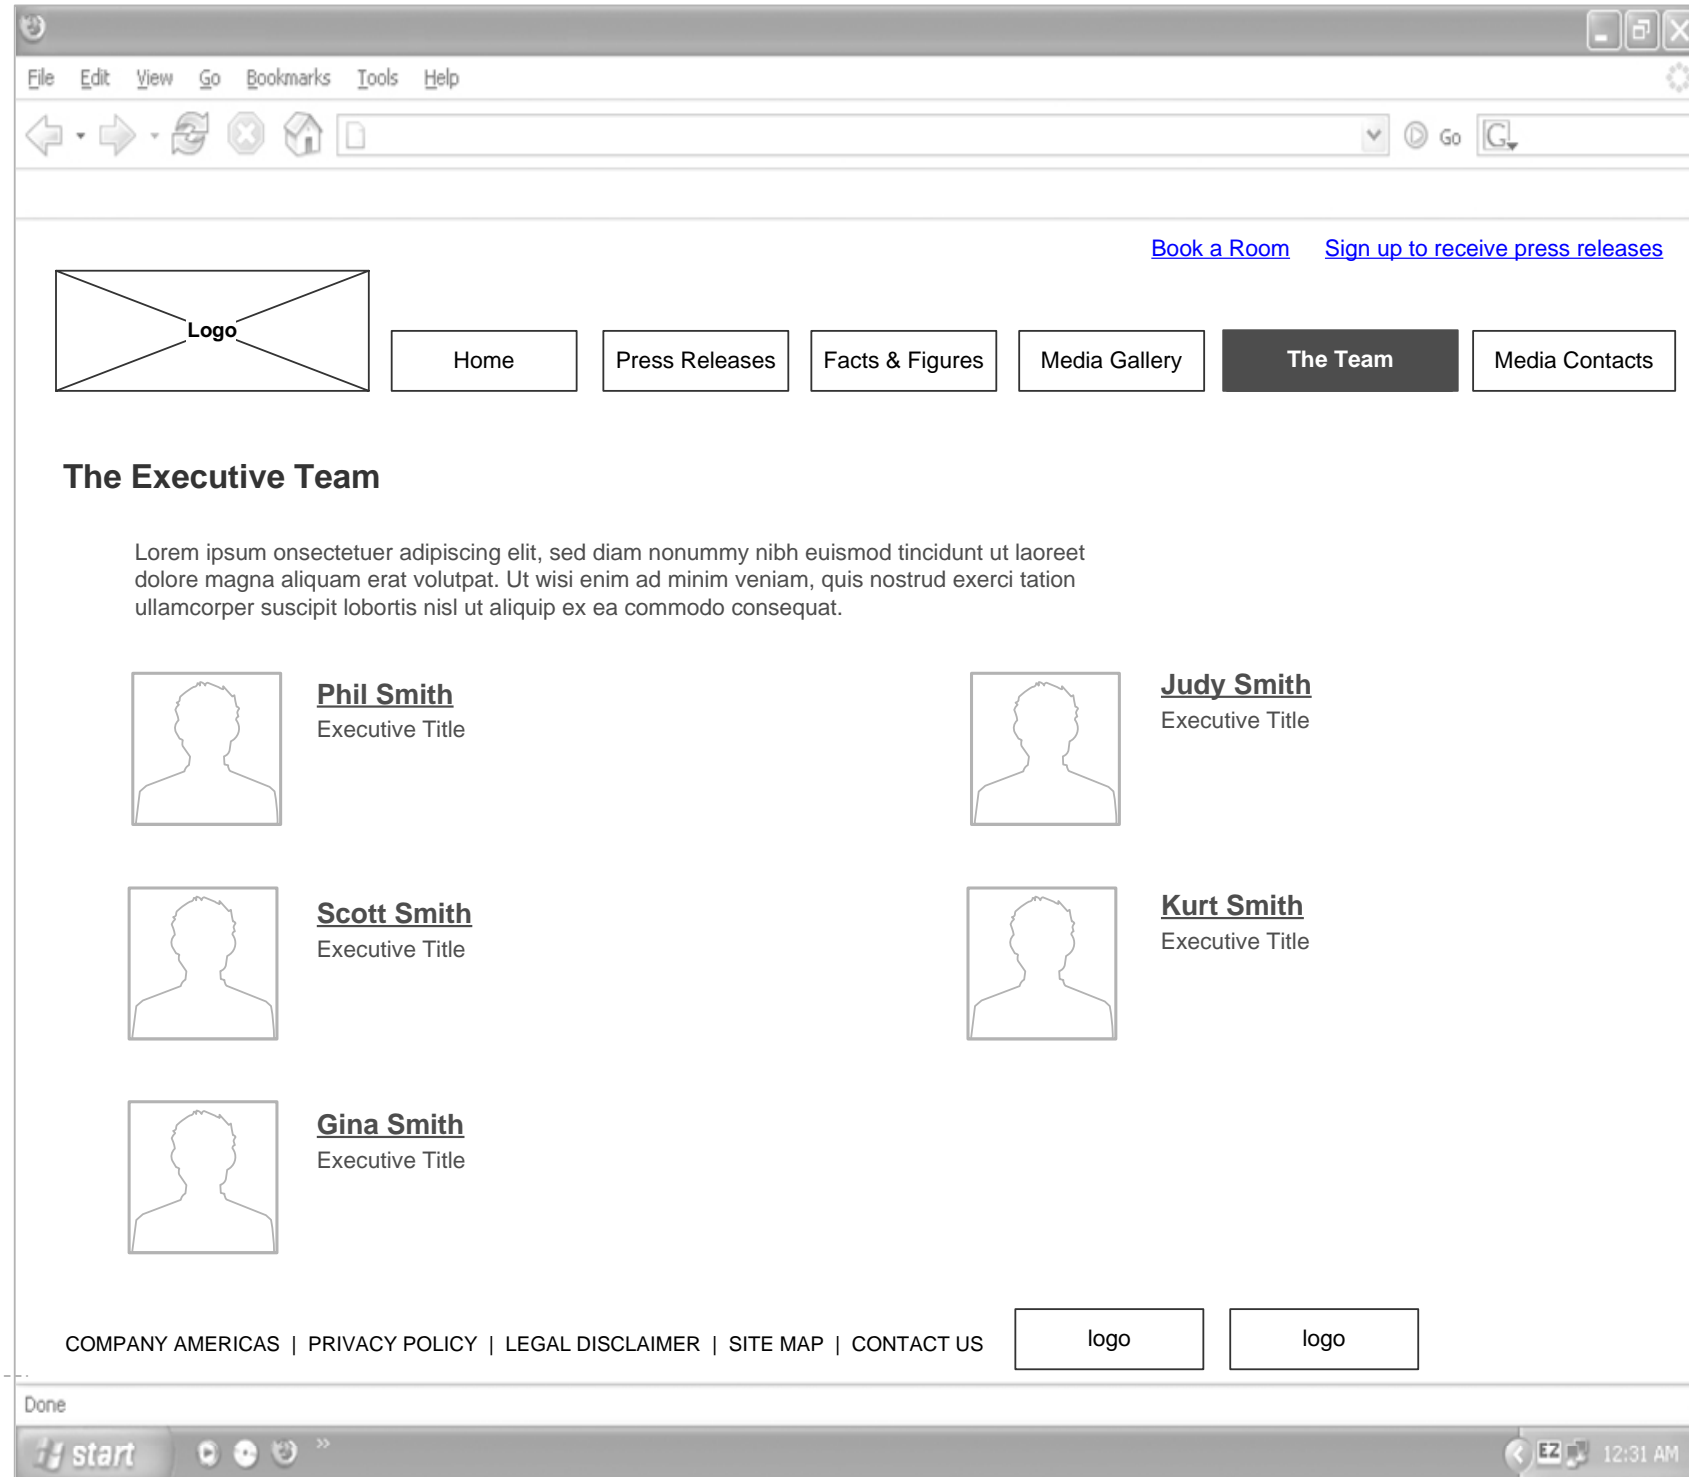 File Edit View Go Bookmarks Tools Help
Go G
Book a Room Sign up to receive press releases
Logo
Home Press Releases Facts & Figures Media Gallery The Team Media Contacts
The Executive Team
Lorem ipsum onsectetuer adipiscing elit, sed diam nonummy nibh euismod tincidunt ut laoreet
dolore magna aliquam erat volutpat. Ut wisi enim ad minim veniam, quis nostrud exerci tation
ullamcorper suscipit lobortis nisl ut aliquip ex ea commodo consequat.
Phil Smith
Executive Title
Judy Smith
Executive Title
Scott Smith
Executive Title
Kurt Smith
Executive Title
Gina Smith
Executive Title
COMPANY AMERICAS | PRIVACY POLICY | LEGAL DISCLAIMER | SITE MAP | CONTACT US logo logo
Done
start » EZ 12:31 AM